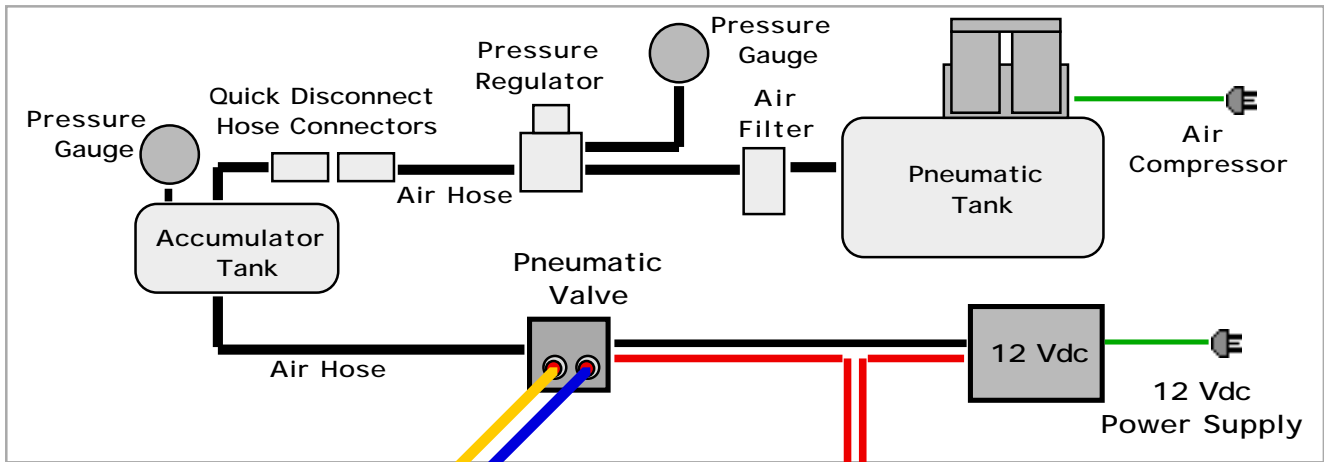 Pressure
Gauge
Quick Disconnect
Hose Connectors
Pressure
Regulator
Pressure
Gauge
Air
Filter
Air
Compressor
Air Hose
Pneumatic
Tank
Accumulator
Tank
Pneumatic
Valve
Air Hose
12 Vdc
12 Vdc
Power Supply